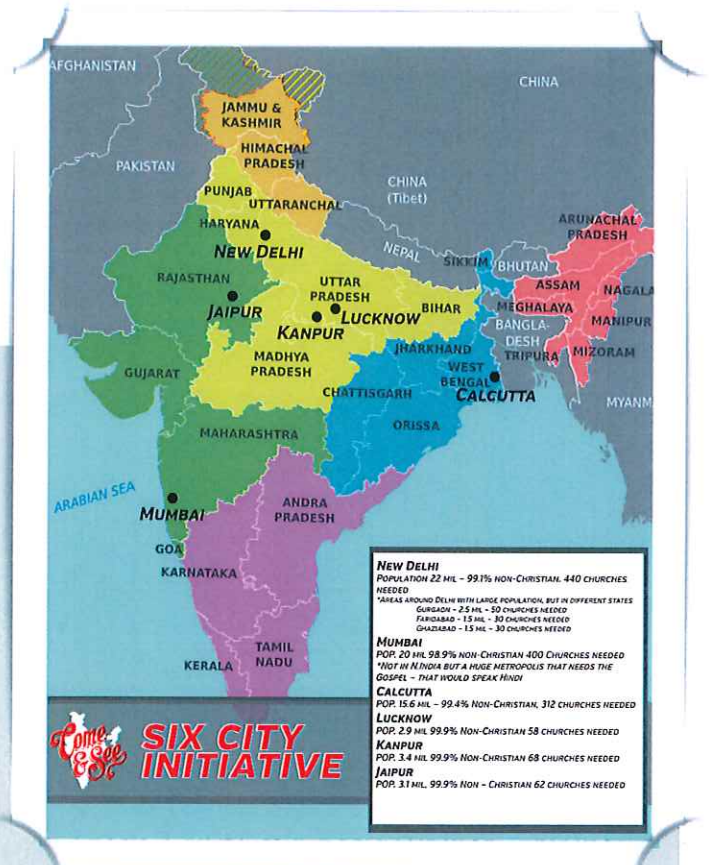 AFGHANISTAN
CHINA
JAMMU &
KASHMIR
HIMACHAL
PRADESH
PAKISTAN
CHINA
(Tibet)
PUNJAB
UTTARANCHAL
HARYANA
NEW DELHI
NEPAL
ARUNACHAL
PRADESH
SIKKIM
BHUTAN
RAJASTHAN
UTTAR
PRADESH
ASSAM
NAGALA
JAIPUR
LUCKNOW
BIHAR
MEGHALAYA
KANPUR
MANIPUR
BANGLA-
DESH
JHARKHAND
TRIPURA
MIZORAM
MADHYA
PRADESH
WEST
BENGAL
GUJARAT
CHATTISGARH
CALCUTTA
MYANM
ORISSA
MAHARASHTRA
ARABIAN SEA
MUMBAI
ANDRA
PRADESH
GOA
KARNATAKA
KERALA
TAMIL
NADU
NEW DELHI
POPULATION 22 MIL – 99.1% NON-CHRISTIAN. 440 CHURCHES
NEEDED
*AREAS AROUND DELHI WITH LARGE POPULATION, BUT IN DIFFERENT STATES
GURGAON – 2.5 MIL – 50 CHURCHES NEEDED
FARIDABAD – 1.5 MIL – 30 CHURCHES NEEDED
GHAZIABAD – 1.5 MIL – 30 CHURCHES NEEDED
MUMBAI
POP. 20 MIL 98.9% NON-CHRISTIAN 400 CHURCHES NEEDED
*NOT IN N.INDIA BUT A HUGE METROPOLIS THAT NEEDS THE
GOSPEL – THAT WOULD SPEAK HINDI
CALCUTTA
POP. 15.6 MIL – 99.4% NON-CHRISTIAN, 312 CHURCHES NEEDED
LUCKNOW
POP. 2.9 MIL 99.9% NON-CHRISTIAN 58 CHURCHES NEEDED
KANPUR
POP. 3.4 MIL 99.9% NON-CHRISTIAN 68 CHURCHES NEEDED
JAIPUR
POP. 3.1 MIL, 99.9% NON – CHRISTIAN 62 CHURCHES NEEDED
Come
& See
SIX CITY
INITIATIVE